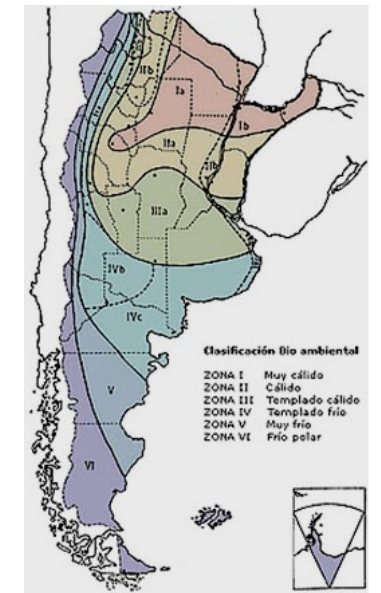 IIb
Ia
Ib
IIa
IIb
IIIa
IVb
IVc
Clasificación Bio ambiental
ZONA I Muy cálido
ZONA II Cálido
ZONA III Templado cálido
ZONA IV Templado frío
V
ZONA V Muy frío
ZONA VI Frío polar
VI